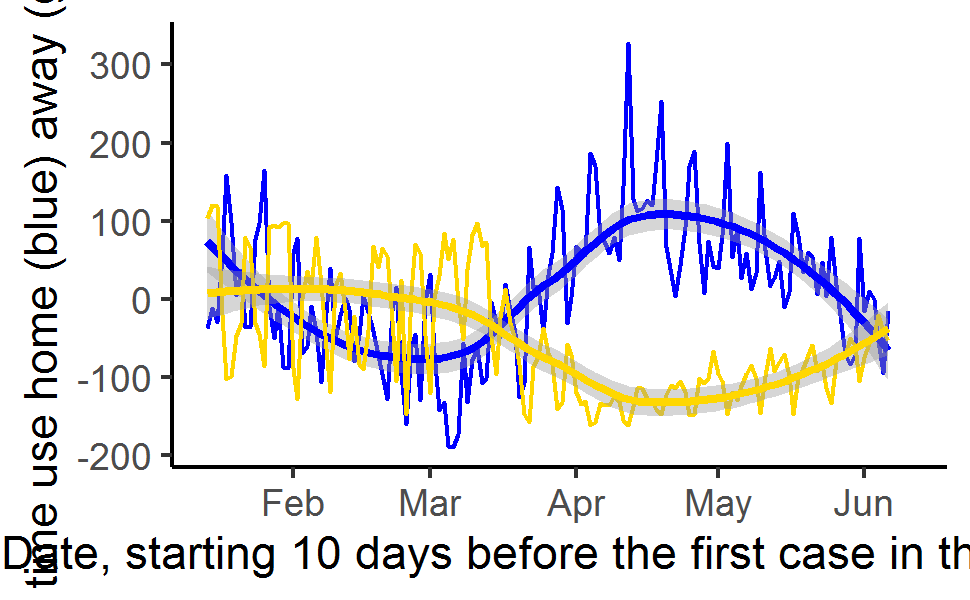 time use home (blue) away (
300
200
100
0
-100
-200
Feb Mar Apr May Jun
Date, starting 10 days before the first case in th